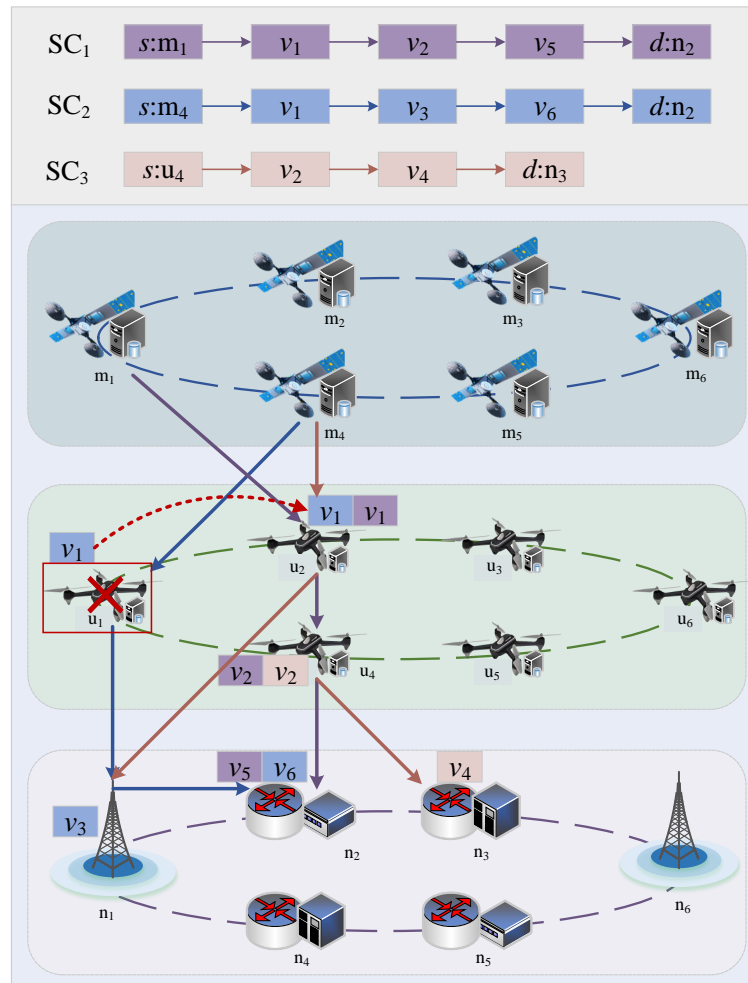 SC₁ s:m₁ v₁ v₂ v₅ d:n₂
SC₂ s:m₄ v₁ v₃ v₆ d:n₂
SC₃ s:u₄ v₂ v₄ d:n₃
m₂ m₃
m₁ m₆
m₄ m₅
v₁ v₁
v₁
u₂ u₃
u₁ u₆
v₂ v₂ u₄ u₅
v₅ v₆ v₄
v₃
n₂ n₃
n₁ n₆
n₄ n₅